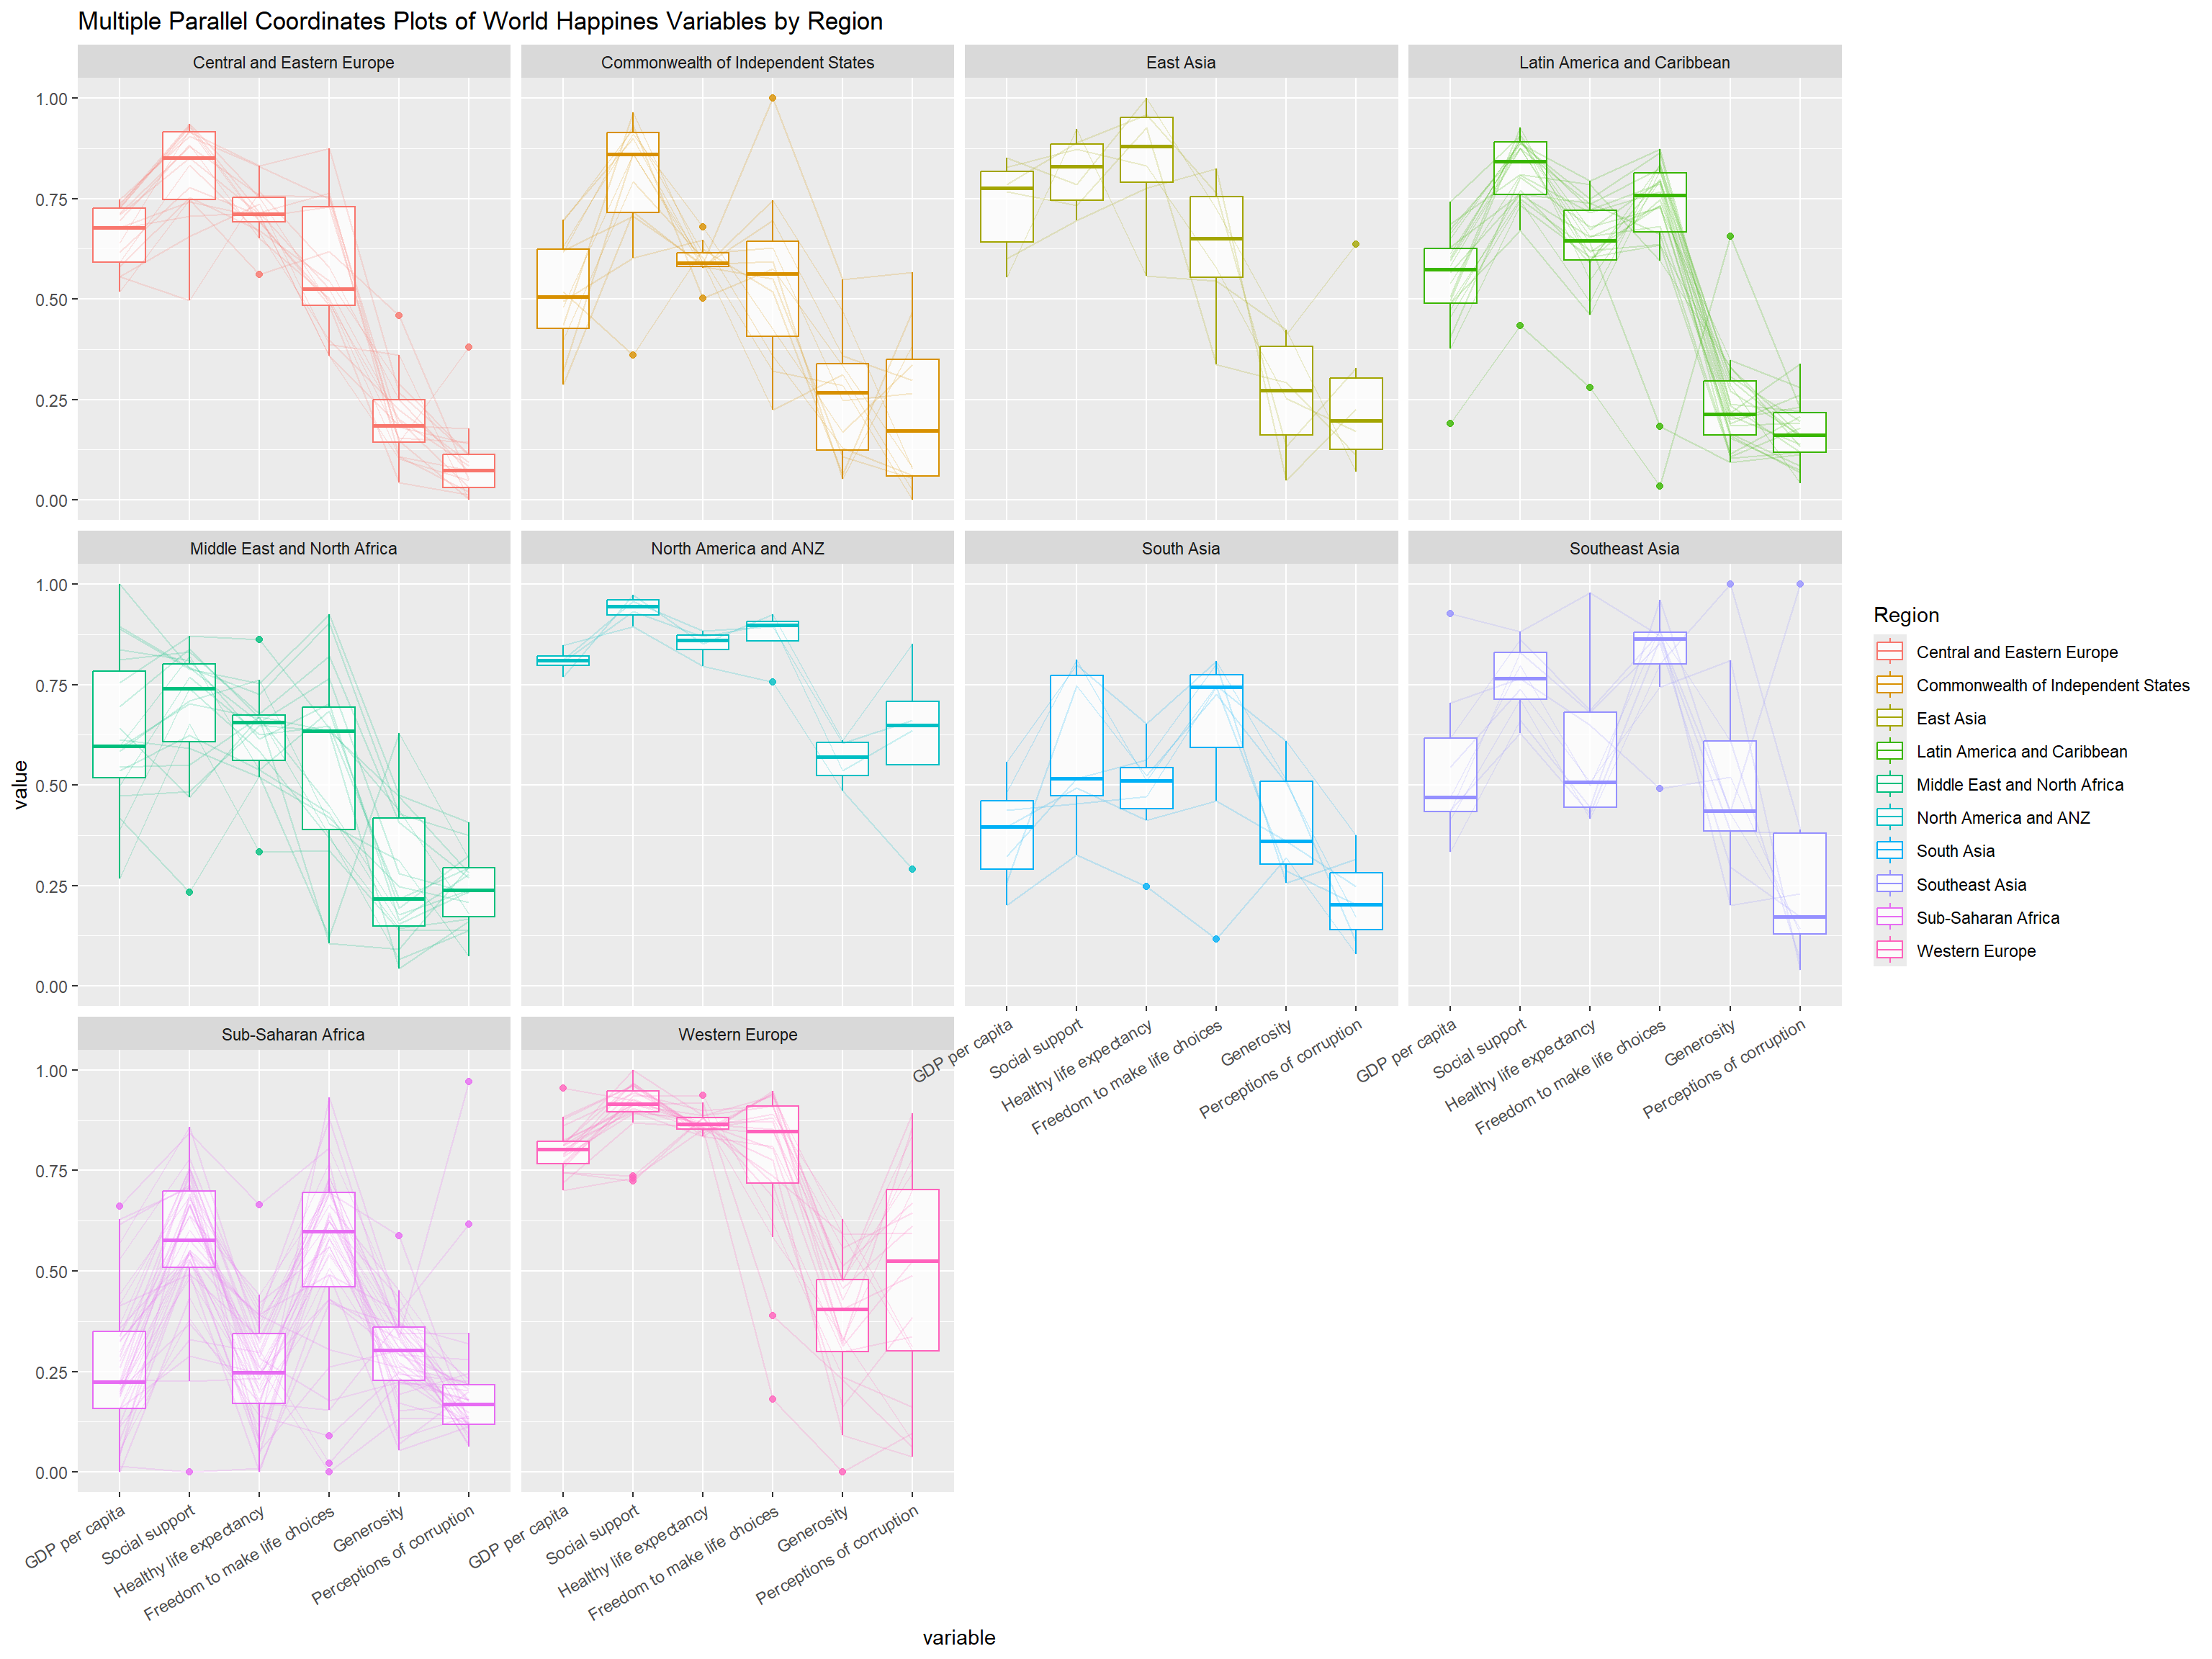 Multiple Parallel Coordinates Plots of World Happines Variables by Region
Central and Eastern Europe
Commonwealth of Independent States
East Asia
Latin America and Caribbean
1.00
0.75
0.50
0.25
0.00
Middle East and North Africa
North America and ANZ
South Asia
Southeast Asia
1.00
0.75
0.50
0.25
0.00
value
GDP per capita
Social support
Healthy life expectancy
Freedom to make life choices
Generosity
Perceptions of corruption
GDP per capita
Social support
Healthy life expectancy
Freedom to make life choices
Generosity
Perceptions of corruption
Sub-Saharan Africa
Western Europe
1.00
0.75
0.50
0.25
0.00
GDP per capita
Social support
Healthy life expectancy
Freedom to make life choices
Generosity
Perceptions of corruption
GDP per capita
Social support
Healthy life expectancy
Freedom to make life choices
Generosity
Perceptions of corruption
variable
Region
Central and Eastern Europe
Commonwealth of Independent States
East Asia
Latin America and Caribbean
Middle East and North Africa
North America and ANZ
South Asia
Southeast Asia
Sub-Saharan Africa
Western Europe